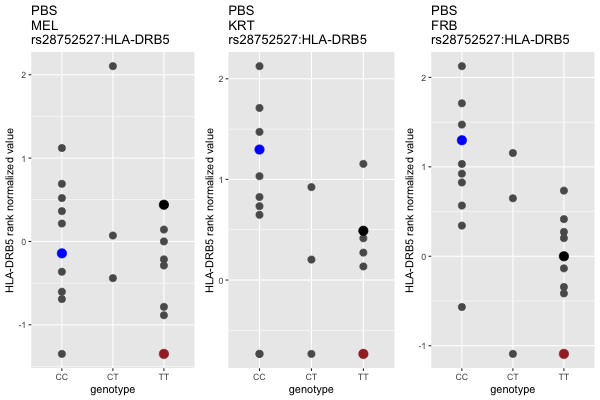 PBS
MEL
rs28752527:HLA-DRB5
HLA-DRB5 rank normalized value
2
1
0
-1
CC
CT
TT
genotype
PBS
KRT
rs28752527:HLA-DRB5
HLA-DRB5 rank normalized value
2
1
0
CC
CT
TT
genotype
PBS
FRB
rs28752527:HLA-DRB5
HLA-DRB5 rank normalized value
2
1
0
-1
CC
CT
TT
genotype